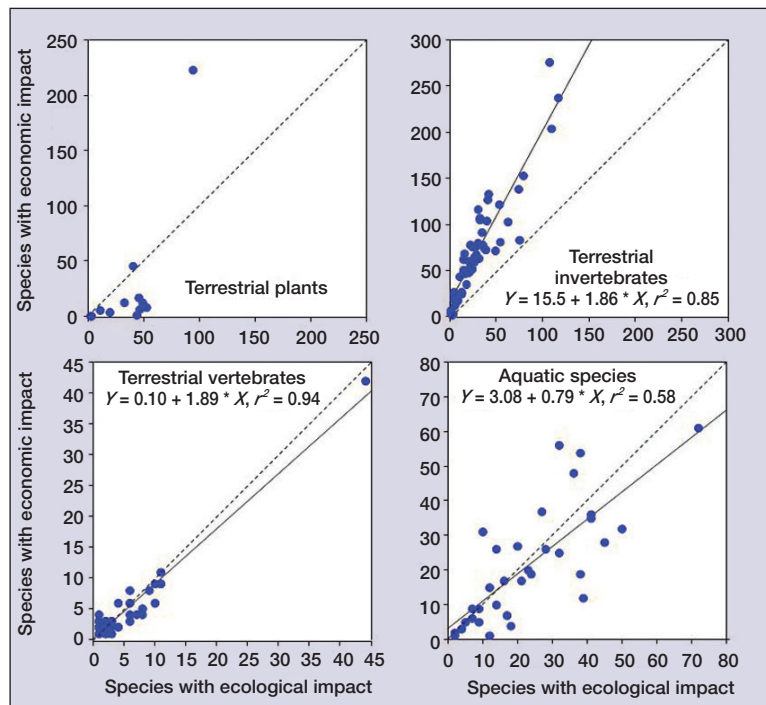 Species with economic impact
250
200
150
100
50
0
Terrestrial plants
0 50 100 150 200 250
300
250
200
150
100
50
0
Terrestrial
invertebrates
Y = 15.5 + 1.86 * X, r² = 0.85
0 50 100 150 200 250 300
Species with economic impact
45
40
35
30
25
20
15
10
5
0
Terrestrial vertebrates
Y = 0.10 + 1.89 * X, r² = 0.94
0 5 10 15 20 25 30 35 40 45
Species with ecological impact
80
70
60
50
40
30
20
10
0
Aquatic species
Y = 3.08 + 0.79 * X, r² = 0.58
0 10 20 30 40 50 60 70 80
Species with ecological impact